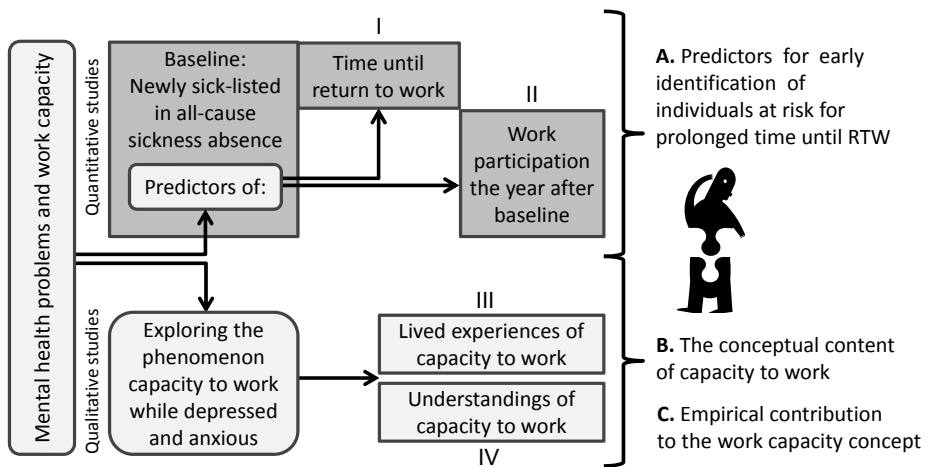 Mental health problems and work capacity
Quantitative studies
Baseline:
Newly sick-listed
in all-cause
sickness absence
Predictors of:
I
Time until
return to work
II
Work
participation
the year after
baseline
A. Predictors for early
identification of
individuals at risk for
prolonged time until RTW
Qualitative studies
Exploring the
phenomenon
capacity to work
while depressed
and anxious
III
Lived experiences of
capacity to work
Understandings of
capacity to work
IV
B. The conceptual content
of capacity to work
C. Empirical contribution
to the work capacity concept